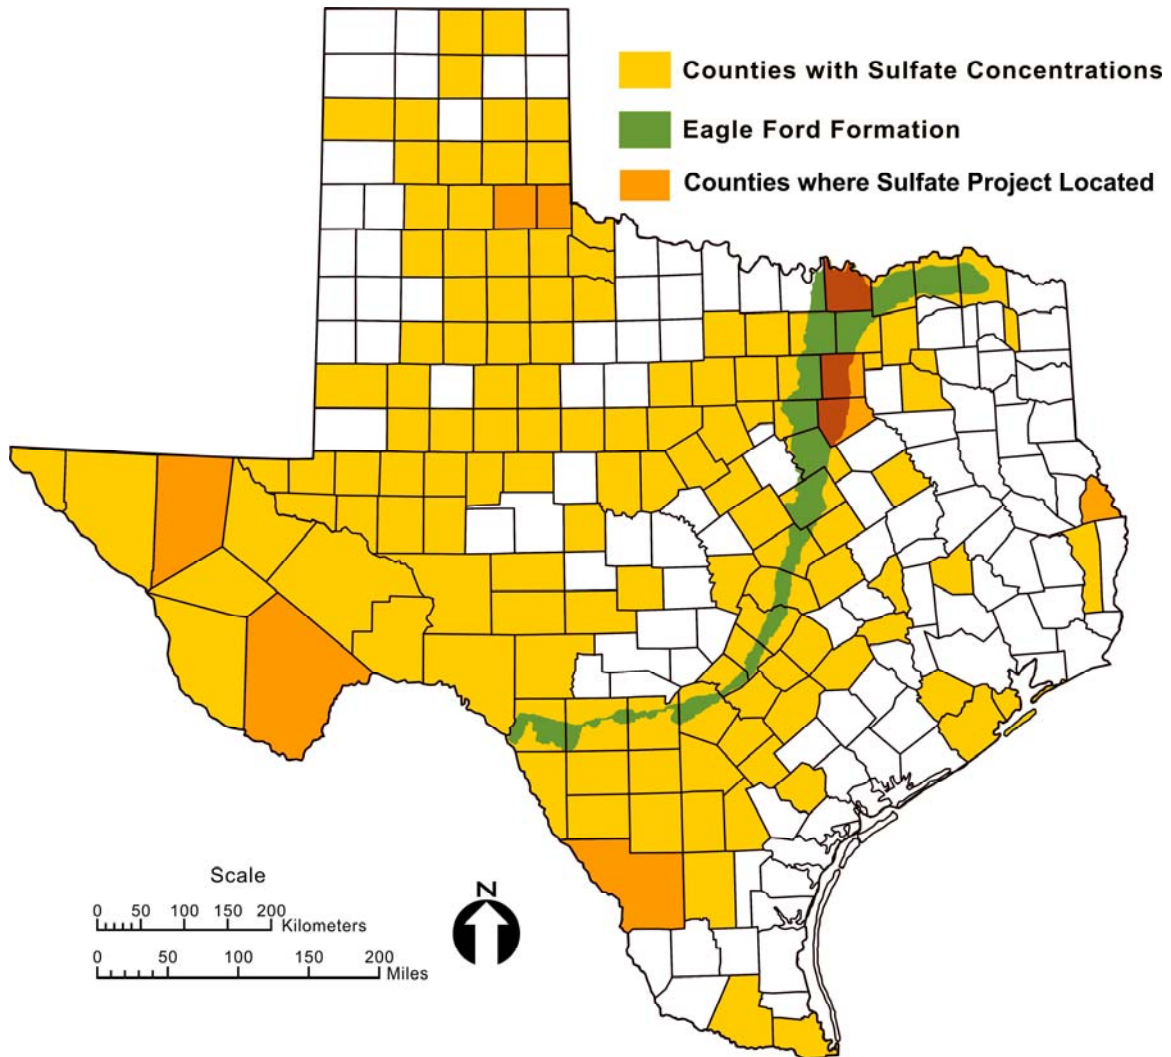 Counties with Sulfate Concentrations
Eagle Ford Formation
Counties where Sulfate Project Located
Scale
0 50 100 150 200 Kilometers
0 50 100 150 200 Miles
N